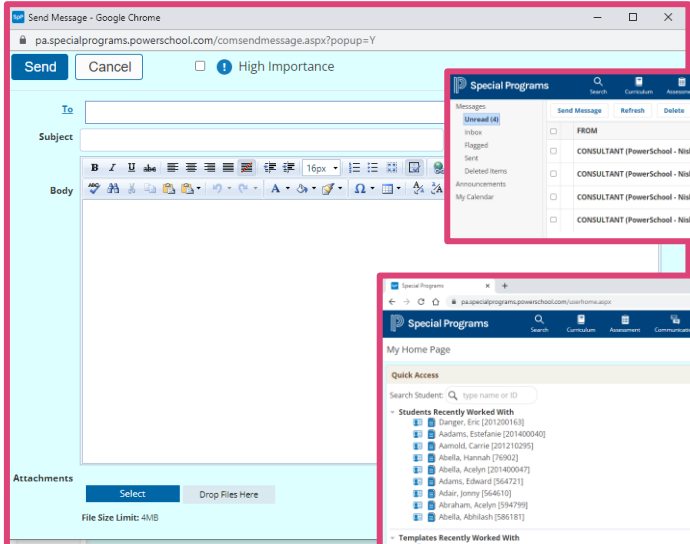 SpP Send Message - Google Chrome
pa.specialprograms.powerschool.com/comsendmessage.aspx?popup=Y
Send Cancel High Importance
To
Subject
B I U abc 16px
Body
Attachments
Select Drop Files Here
File Size Limit: 4MB
Special Programs Search Curriculum
Messages
Send Message Refresh Delete
Unread (4)
FROM
Inbox
CONSULTANT (PowerSchool -
Flagged
Sent
CONSULTANT (PowerSchool -
Deleted Items
Announcements
CONSULTANT (PowerSchool -
My Calendar
CONSULTANT (PowerSchool -
Special Programs
pa.specialprograms.powerschool.com/userhome.aspx
Special Programs Search Curriculum Assessment
My Home Page
Quick Access
Search Student: type name or ID
Students Recently Worked With
Danger, Eric [201200163]
Aadams, Estefanie [201400040]
Aamold, Carrie [201210295]
Abella, Hannah [76902]
Abella, Acelyn [201400047]
Adams, Edward [564721]
Adair, Jonny [564610]
Abraham, Acelyn [594799]
Abella, Abhilash [586181]
Templates Recently Worked With